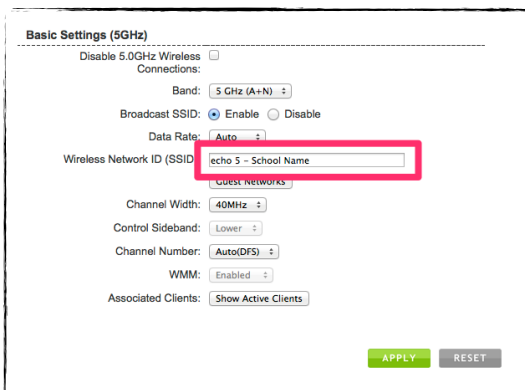 Basic Settings (5GHz)
Disable 5.0GHz Wireless
Connections:
Band: 5 GHz (A+N)
Broadcast SSID: Enable Disable
Data Rate: Auto
Wireless Network ID (SSID echo 5 - School Name
Guest Networks
Channel Width: 40MHz
Control Sideband: Lower
Channel Number: Auto(DFS)
WMM: Enabled
Associated Clients: Show Active Clients
APPLY RESET